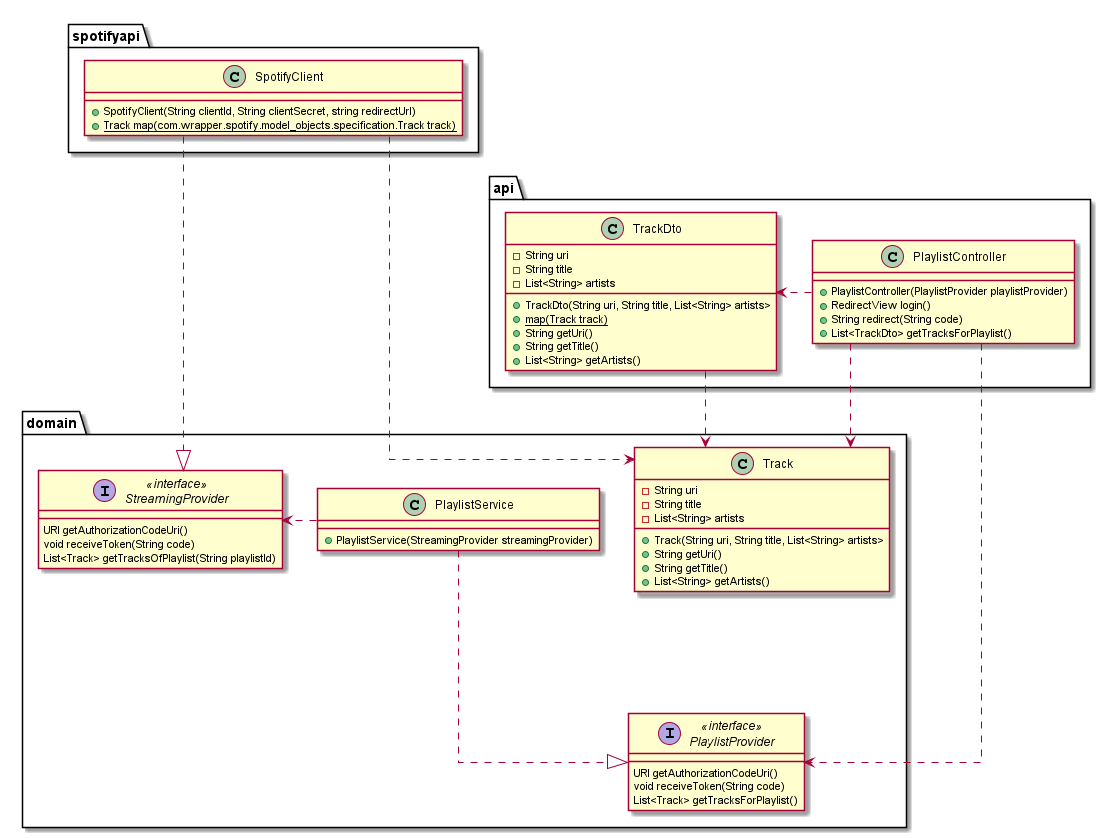 spotifyapi
C SpotifyClient
SpotifyClient(String clientId, String clientSecret, string redirectUrl)
Track map(com.wrapper.spotify.model_objects.specification.Track track)
api
C TrackDto
String uri
String title
List<String> artists
TrackDto(String uri, String title, List<String> artists>
map(Track track)
String getUri()
String getTitle()
List<String> getArtists()
C PlaylistController
PlaylistController(PlaylistProvider playlistProvider)
RedirectView login()
String redirect(String code)
List<TrackDto> getTracksForPlaylist()
domain
I «interface»
StreamingProvider
URI getAuthorizationCodeUri()
void receiveToken(String code)
List<Track> getTracksOfPlaylist(String playlistId)
C PlaylistService
PlaylistService(StreamingProvider streamingProvider)
C Track
String uri
String title
List<String> artists
Track(String uri, String title, List<String> artists>
String getUri()
String getTitle()
List<String> getArtists()
I «interface»
PlaylistProvider
URI getAuthorizationCodeUri()
void receiveToken(String code)
List<Track> getTracksForPlaylist()